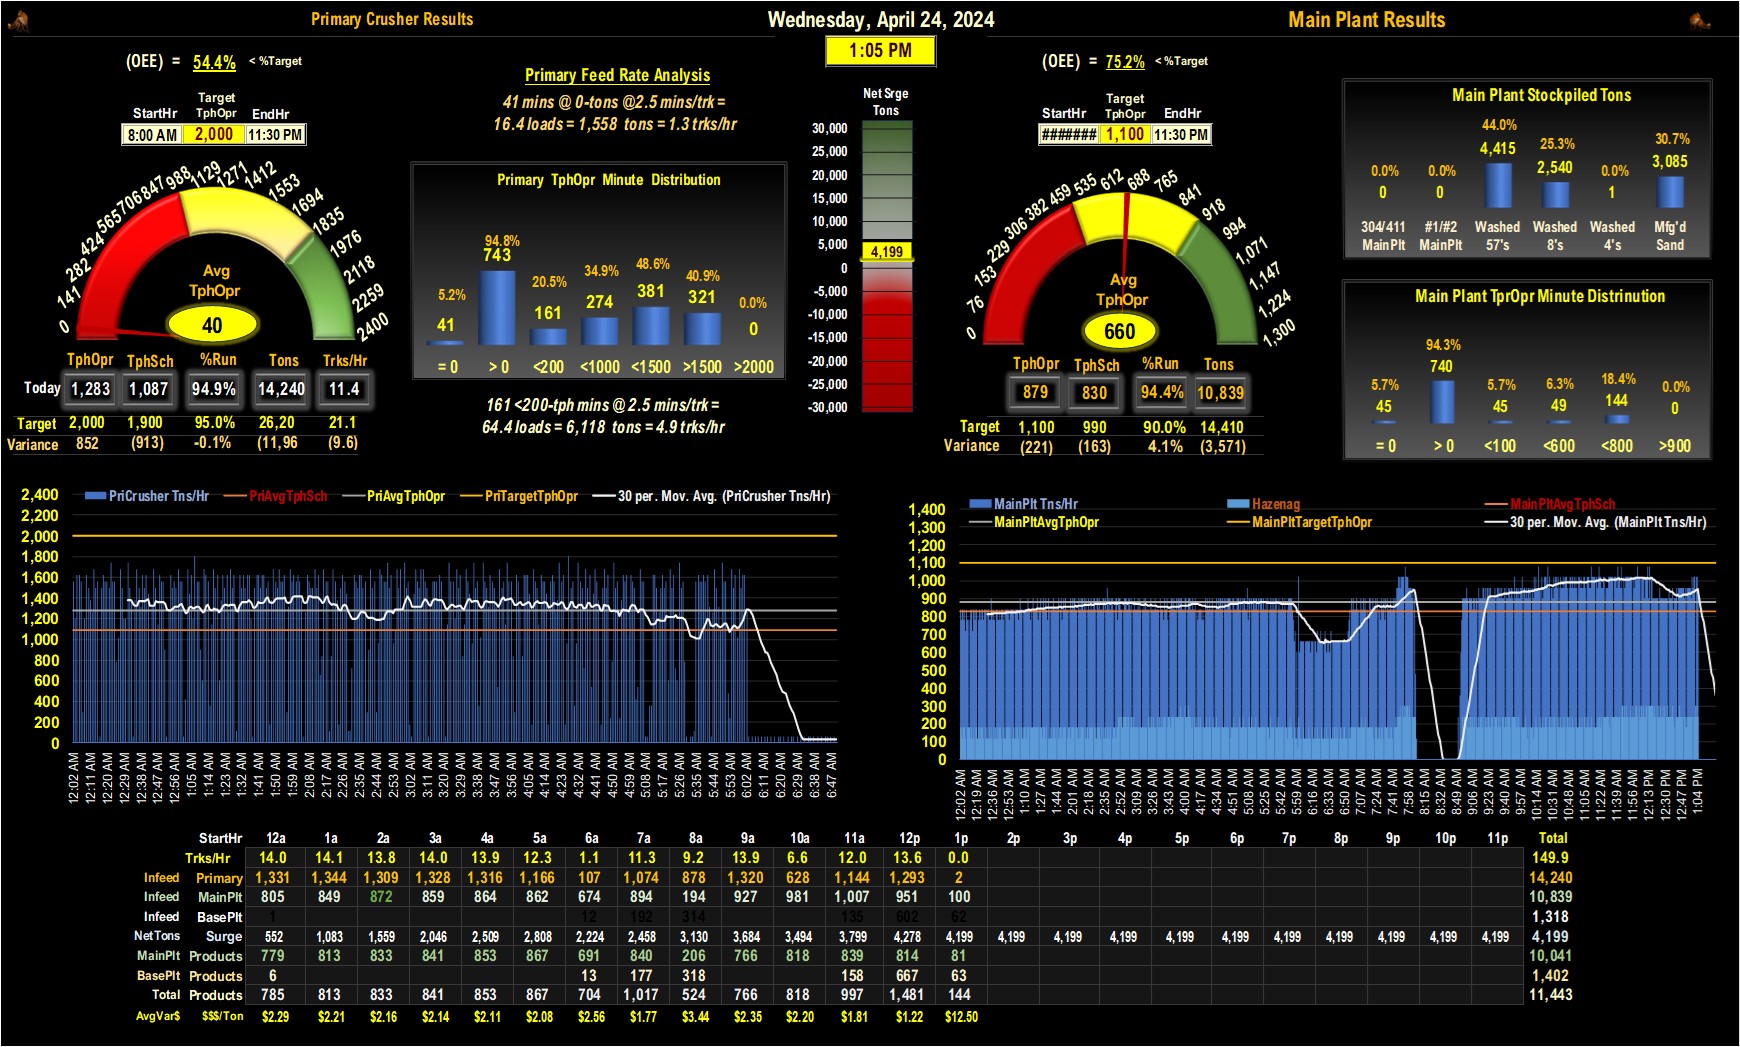 Primary Crusher Results
Wednesday, April 24, 2024
Main Plant Results
1:05 PM
(OEE) = 54.4% < %Target
StartHr Target TphOpr EndHr
8:00 AM 2,000 11:30 PM
0 141 282 424 565 706 847 988 1129 1271 1412 1553 1694 1835 1976 2118 2259 2400
Avg
TphOpr
40
TphOpr TphSch %Run Tons Trks/Hr
Today 1,283 1,087 94.9% 14,240 11.4
Target 2,000 1,900 95.0% 26,20 21.1
Variance 852 (913) -0.1% (11,96 (9.6)
Primary Feed Rate Analysis
41 mins @ 0-tons @2.5 mins/trk =
16.4 loads = 1,558 tons = 1.3 trks/hr
Primary TphOpr Minute Distribution
5.2% 94.8% 20.5% 34.9% 48.6% 40.9% 0.0%
41 743 161 274 381 321 0
= 0 > 0 <200 <1000 <1500 >1500 >2000
161 <200-tph mins @ 2.5 mins/trk =
64.4 loads = 6,118 tons = 4.9 trks/hr
Net Srge
Tons
30,000
25,000
20,000
15,000
10,000
5,000
4,199
0
-5,000
-10,000
-15,000
-20,000
-25,000
-30,000
(OEE) = 75.2% < %Target
StartHr Target TphOpr EndHr
####### 1,100 11:30 PM
0 76 153 229 306 382 459 535 612 688 765 841 918 994 1,071 1,147 1,224 1,300
Avg
TphOpr
660
TphOpr TphSch %Run Tons
879 830 94.4% 10,839
Target 1,100 990 90.0% 14,410
Variance (221) (163) 4.1% (3,571)
Main Plant Stockpiled Tons
0.0% 0.0% 44.0% 25.3% 0.0% 30.7%
0 0 4,415 2,540 1 3,085
304/411 #1/#2 Washed Washed Washed Mfg'd
MainPlt MainPlt 57's 8's 4's Sand
Main Plant TprOpr Minute Distrinution
5.7% 94.3% 5.7% 6.3% 18.4% 0.0%
45 740 45 49 144 0
= 0 > 0 <100 <600 <800 >900
PriCrusher Tns/Hr PriAvgTphSch PriAvgTphOpr PriTargetTphOpr 30 per. Mov. Avg. (PriCrusher Tns/Hr)
2,400
2,200
2,000
1,800
1,600
1,400
1,200
1,000
800
600
400
200
0
12:02 AM 12:11 AM 12:20 AM 12:29 AM 12:38 AM 12:47 AM 12:56 AM 1:05 AM 1:14 AM 1:23 AM 1:32 AM 1:41 AM 1:50 AM 1:59 AM 2:08 AM 2:17 AM 2:26 AM 2:35 AM 2:44 AM 2:53 AM 3:02 AM 3:11 AM 3:20 AM 3:29 AM 3:38 AM 3:47 AM 3:56 AM 4:05 AM 4:14 AM 4:23 AM 4:32 AM 4:41 AM 4:50 AM 4:59 AM 5:08 AM 5:17 AM 5:26 AM 5:35 AM 5:44 AM 5:53 AM 6:02 AM 6:11 AM 6:20 AM 6:29 AM 6:38 AM 6:47 AM
MainPlt Tns/Hr Hazenag MainPltAvgTphSch
MainPltAvgTphOpr MainPltTargetTphOpr 30 per. Mov. Avg. (MainPlt Tns/Hr)
1,400
1,300
1,200
1,100
1,000
900
800
700
600
500
400
300
200
100
0
12:02 AM 12:19 AM 12:36 AM 12:53 AM 1:10 AM 1:27 AM 1:44 AM 2:01 AM 2:18 AM 2:35 AM 2:52 AM 3:09 AM 3:26 AM 3:43 AM 4:00 AM 4:17 AM 4:34 AM 4:51 AM 5:08 AM 5:25 AM 5:42 AM 5:59 AM 6:16 AM 6:33 AM 6:50 AM 7:07 AM 7:24 AM 7:41 AM 7:58 AM 8:15 AM 8:32 AM 8:49 AM 9:06 AM 9:23 AM 9:40 AM 9:57 AM 10:14 AM 10:31 AM 10:48 AM 11:05 AM 11:22 AM 11:39 AM 11:56 AM 12:13 PM 12:30 PM 12:47 PM 1:04 PM
StartHr 12a 1a 2a 3a 4a 5a 6a 7a 8a 9a 10a 11a 12p 1p 2p 3p 4p 5p 6p 7p 8p 9p 10p 11p Total
Trks/Hr 14.0 14.1 13.8 14.0 13.9 12.3 1.1 11.3 9.2 13.9 6.6 12.0 13.6 0.0 149.9
Infeed Primary 1,331 1,344 1,309 1,328 1,316 1,166 107 1,074 878 1,320 628 1,144 1,293 2 14,240
Infeed MainPlt 805 849 872 859 864 862 674 894 194 927 981 1,007 951 100 10,839
Infeed BasePlt 1 12 192 314 135 602 62 1,318
NetTons Surge 552 1,083 1,559 2,046 2,509 2,808 2,224 2,458 3,130 3,684 3,494 3,799 4,278 4,199 4,199 4,199 4,199 4,199 4,199 4,199 4,199 4,199 4,199 4,199 4,199
MainPlt Products 779 813 833 841 853 867 691 840 206 766 818 839 814 81 10,041
BasePlt Products 6 13 177 318 158 667 63 1,402
Total Products 785 813 833 841 853 867 704 1,017 524 766 818 997 1,481 144 11,443
AvgVar$ $$$/Ton $2.29 $2.21 $2.16 $2.14 $2.11 $2.08 $2.56 $1.77 $3.44 $2.35 $2.20 $1.81 $1.22 $12.50